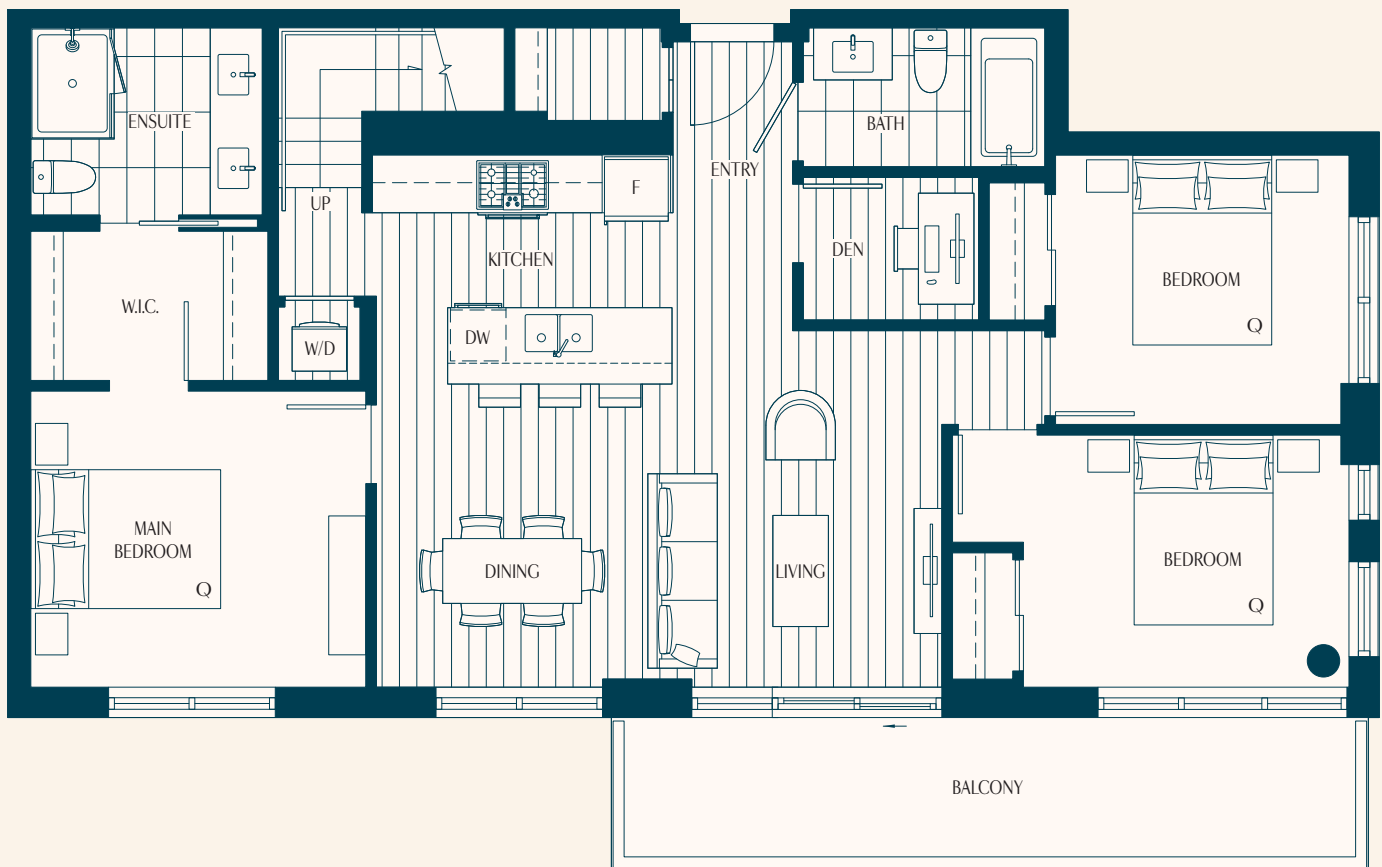 ENSUITE
BATH
ENTRY
F
UP
DEN
KITCHEN
BEDROOM
W.I.C.
Q
DW
W/D
MAIN
BEDROOM
DINING
LIVING
BEDROOM
Q
Q
BALCONY